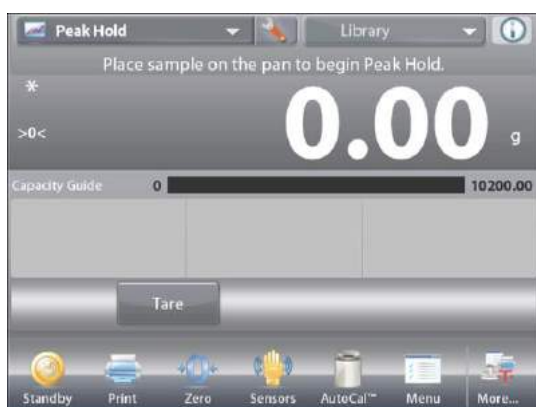 Peak Hold Library
Place sample on the pan to begin Peak Hold.
*
>0< 0.00 g
Capacity Guide 0 10200.00
Tare
Standby Print Zero Sensors AutoCal™ Menu More...